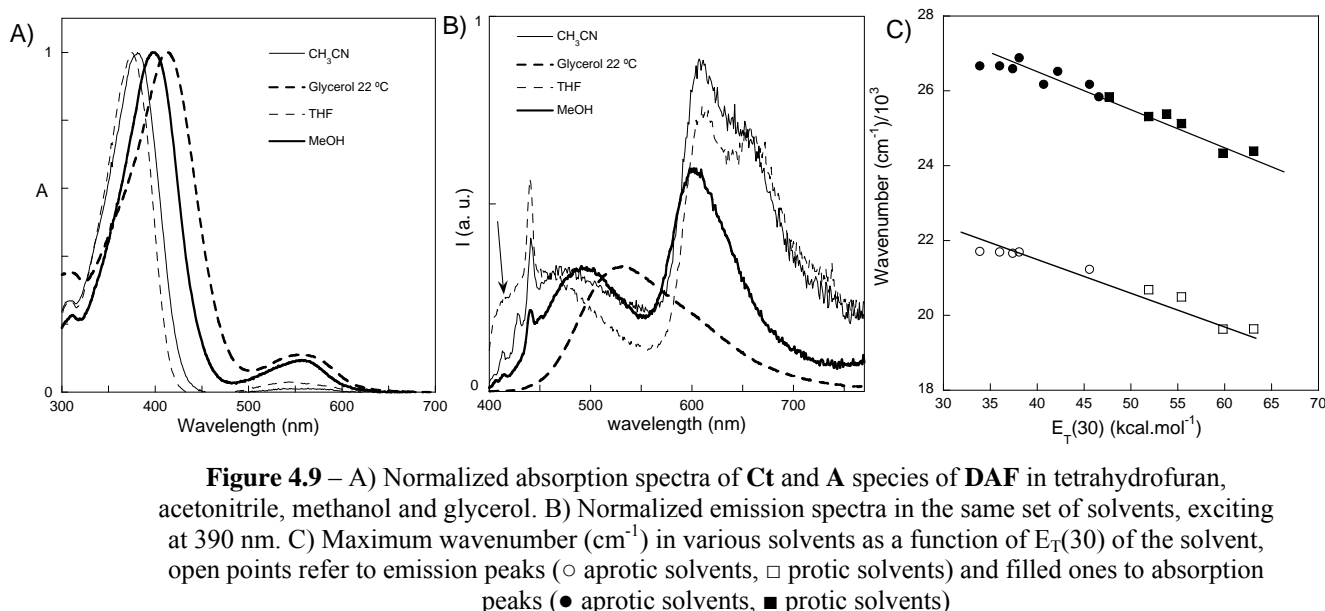 A)
1
A
0
300 400 500 600 700
Wavelength (nm)
CH₃CN
Glycerol 22 ºC
THF
MeOH
B)
1
I (a. u.)
0
400 500 600 700
wavelength (nm)
CH₃CN
Glycerol 22 ºC
THF
MeOH
C)
28
26
24
22
20
18
Wavenumber (cm⁻¹)/10³
30 35 40 45 50 55 60 65 70
E_T(30) (kcal.mol⁻¹)
Figure 4.9 – A) Normalized absorption spectra of Ct and A species of DAF in tetrahydrofuran,
acetonitrile, methanol and glycerol. B) Normalized emission spectra in the same set of solvents, exciting
at 390 nm. C) Maximum wavenumber (cm⁻¹) in various solvents as a function of E_T(30) of the solvent,
open points refer to emission peaks (○ aprotic solvents, □ protic solvents) and filled ones to absorption
peaks (● aprotic solvents, ■ protic solvents)